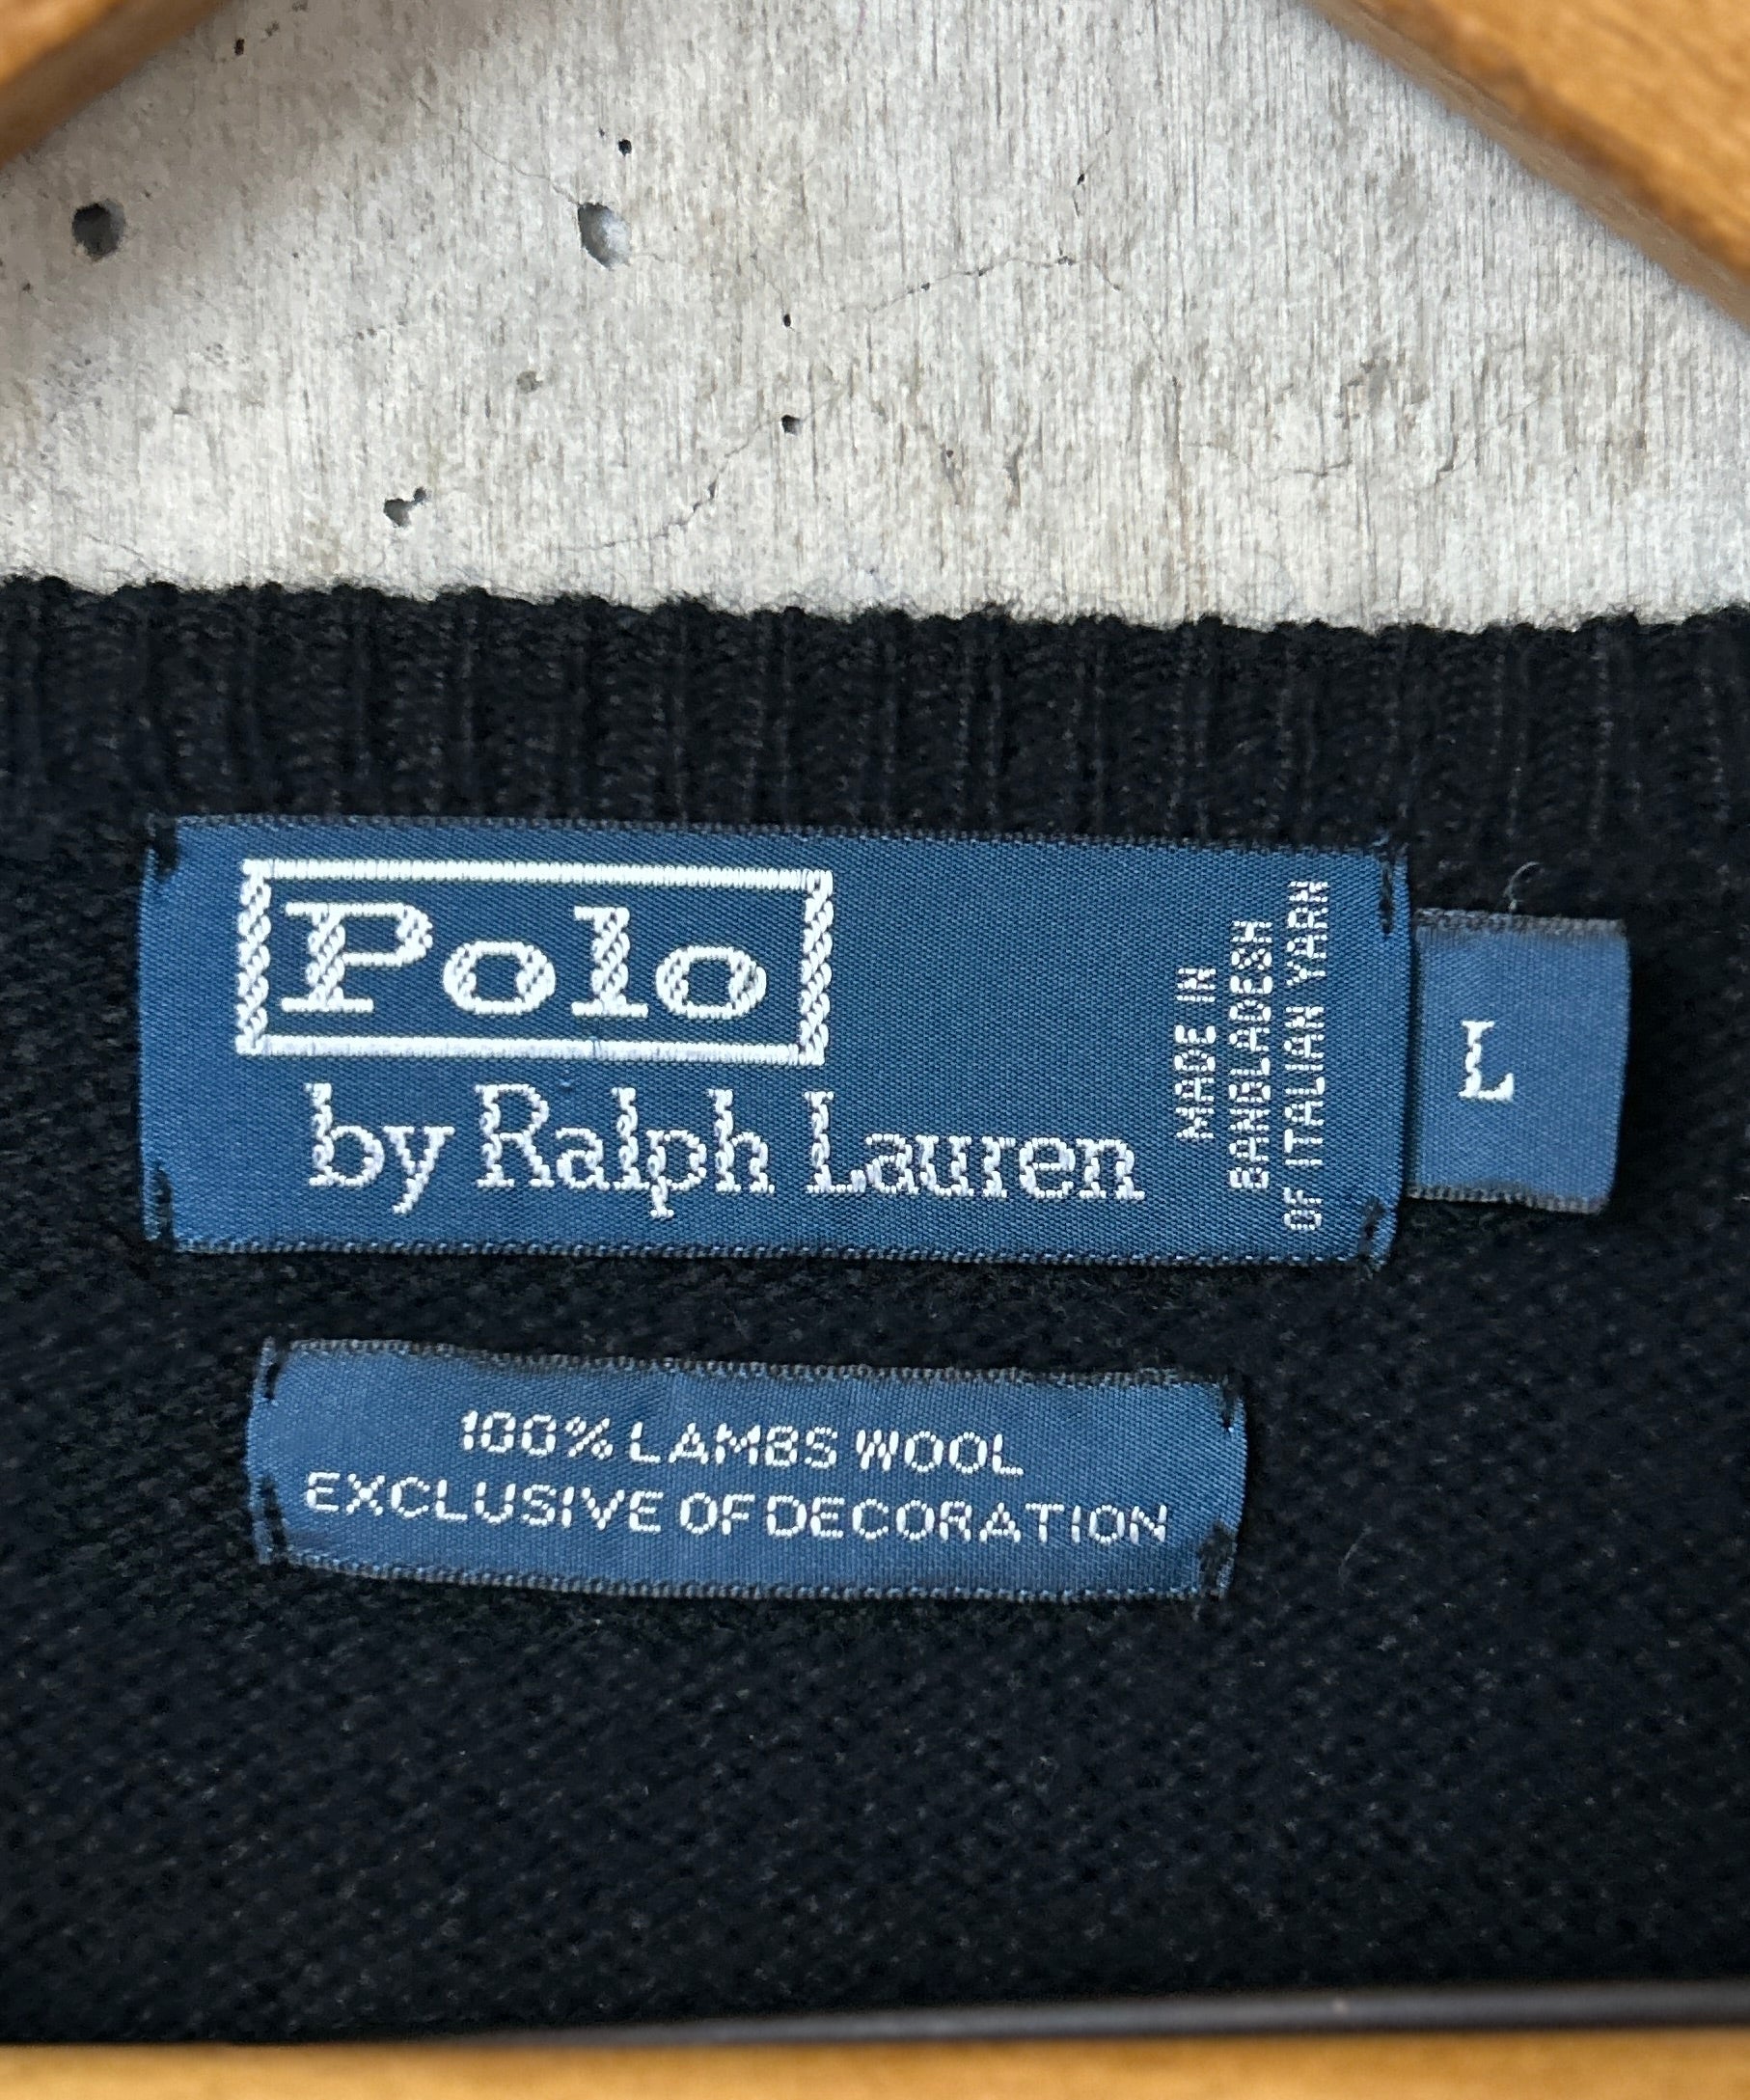 Polo
by Ralph Lauren
MADE IN
BANGLADESH
OF ITALIAN YARN
L
100% LAMBS WOOL
EXCLUSIVE OF DECORATION